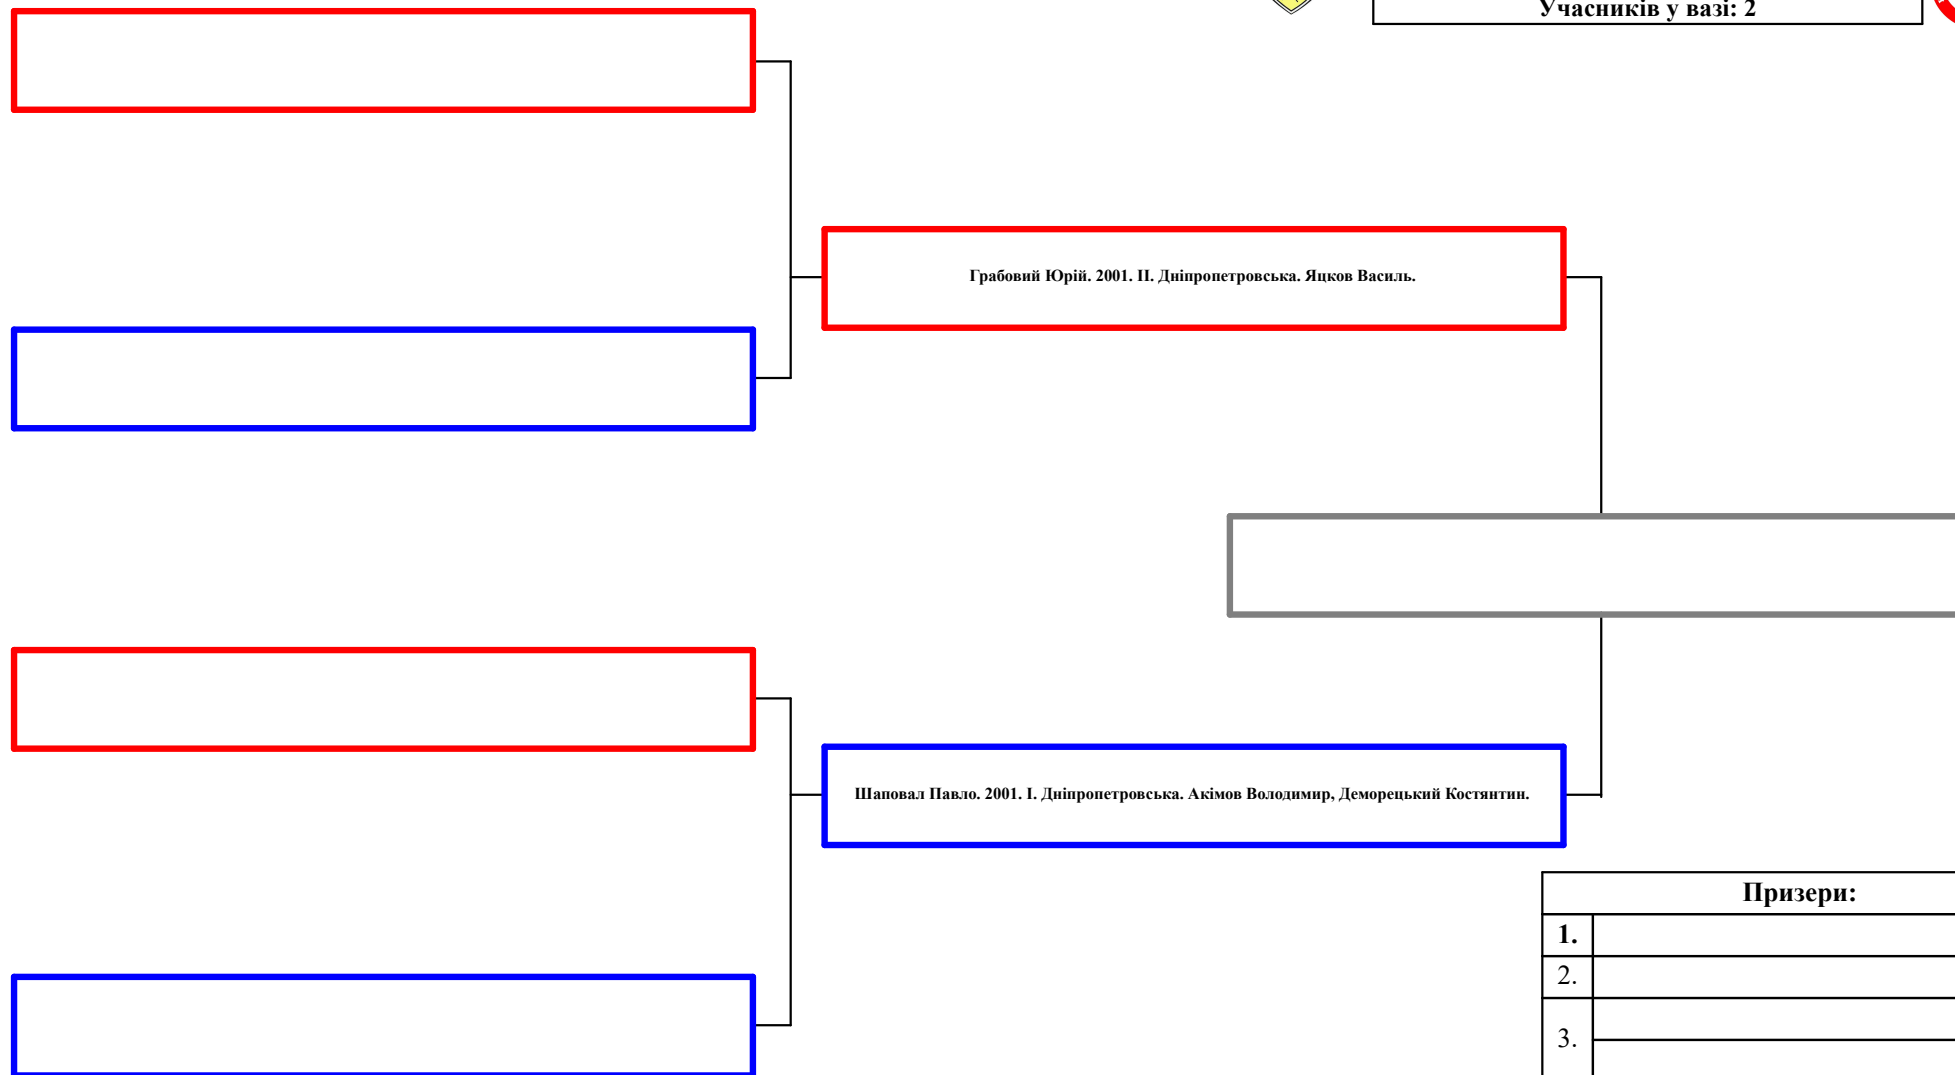 Учасників у вазі: 2
Грабовий Юрій. 2001. II. Дніпропетровська. Яцков Василь.
Шаповал Павло. 2001. I. Дніпропетровська. Акімов Володимир, Деморецький Костянтин.
Призери:
1.
2.
3.